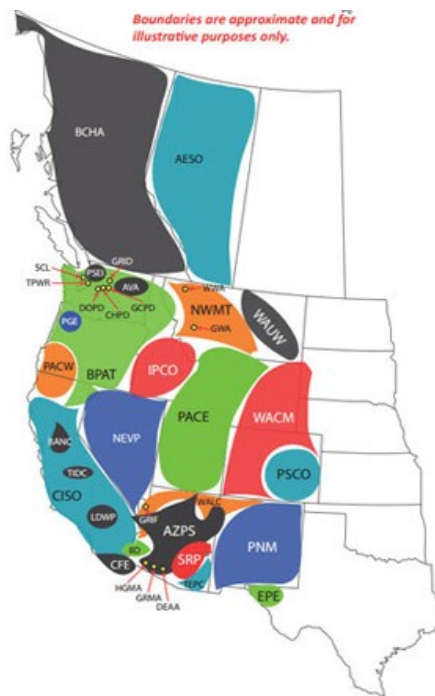 Boundaries are approximate and for
illustrative purposes only.
BCHA
AESO
SCL
PSEI
GRID
TPWR
AVA
WWA
DOPD
GCPD
CHPD
NWMT
GWA
WAUW
PGE
PACW
BPAT
IPCO
PACE
WACM
NEVP
BANC
TIDC
CISO
LDWP
PSCO
WALC
GRIF
AZPS
PNM
IID
CFE
SRP
TEPC
HGMA
GRMA
DEAA
EPE